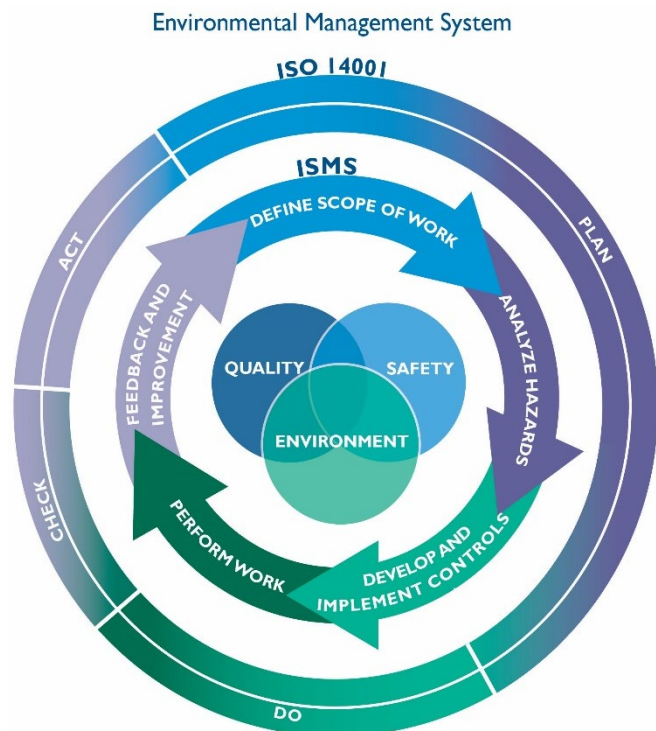 Environmental Management System
ISO 14001
ISMS
DEFINE SCOPE OF WORK
ANALYZE HAZARDS
DEVELOP AND
IMPLEMENT CONTROLS
PERFORM WORK
FEEDBACK AND
IMPROVEMENT
QUALITY
SAFETY
ENVIRONMENT
PLAN
DO
CHECK
ACT